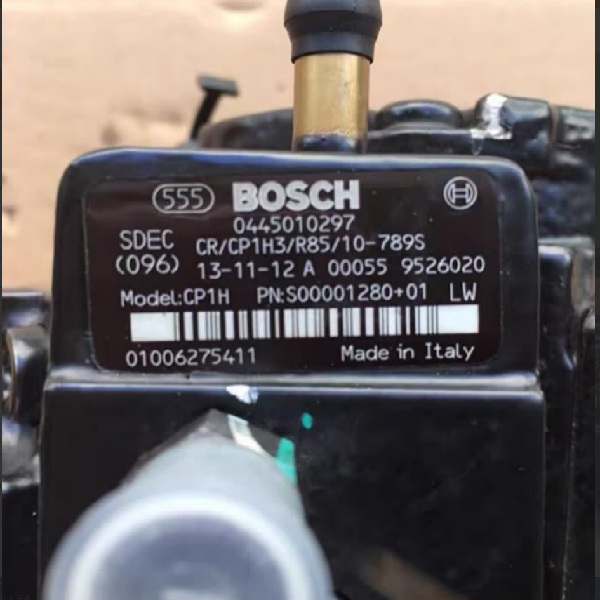 555 BOSCH
0445010297
SDEC CR/CP1H3/R85/10-789S
(096) 13-11-12 A 00055 9526020
Model:CP1H PN:S00001280+01 LW
01006275411 Made in Italy